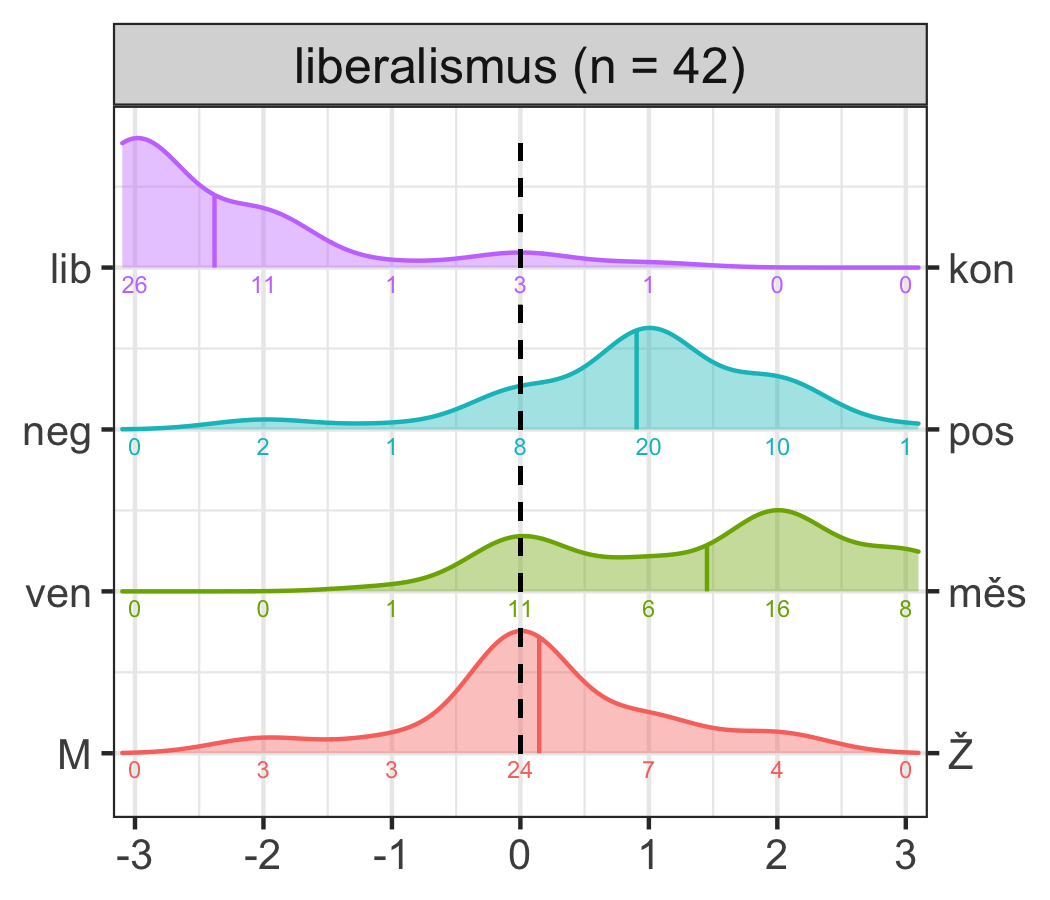 liberalismus (n = 42)
lib kon
26 11 1 3 1 0 0
neg pos
0 2 1 8 20 10 1
ven měs
0 0 1 11 6 16 8
M Ž
0 3 3 24 7 4 0
-3 -2 -1 0 1 2 3